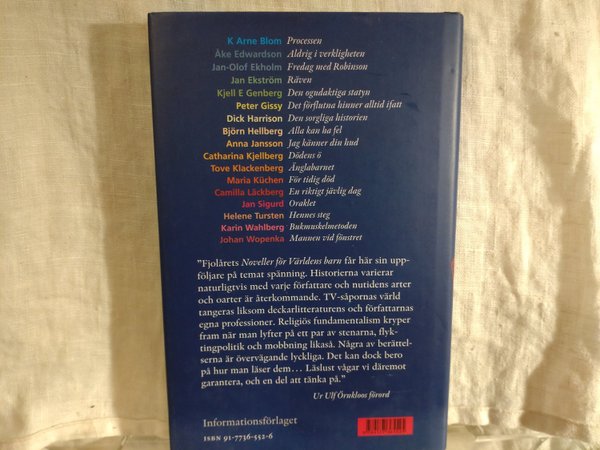 K Arne Blom Processen
Åke Edwardson Aldrig i verkligheten
Jan-Olof Ekholm Fredag med Robinson
Jan Ekström Räven
Kjell E Genberg Den ogudaktiga statyn
Peter Gissy Det förflutna hinner alltid ifatt
Dick Harrison Den sorgliga historien
Björn Hellberg Alla kan ha fel
Anna Jansson Jag känner din hud
Catharina Kjellberg Dödens ö
Tove Klackenberg Änglabarnet
Maria Küchen För tidig död
Camilla Läckberg En riktigt jävlig dag
Jan Sigurd Oraklet
Helene Tursten Hennes steg
Karin Wahlberg Bukmuskelmetoden
Johan Wopenka Mannen vid fönstret
"Fjolårets Noveller för Världens barn får här sin upp-
följare på temat spänning. Historierna varierar
naturligtvis med varje författare och nutidens arter
och oarter är återkommande. TV-såpornas värld
tangeras liksom deckarlitteraturens och författarnas
egna professioner. Religiös fundamentalism kryper
fram när man lyfter på ett par av stenarna, flyk-
tingpolitik och mobbning likaså. Några av berättel-
serna är övervägande lyckliga. Det kan dock bero
på hur man läser dem... Läslust vågar vi däremot
garantera, och en del att tänka på."
Ur Ulf Örnkloos förord
Informationsförlaget
ISBN 91-7736-552-6